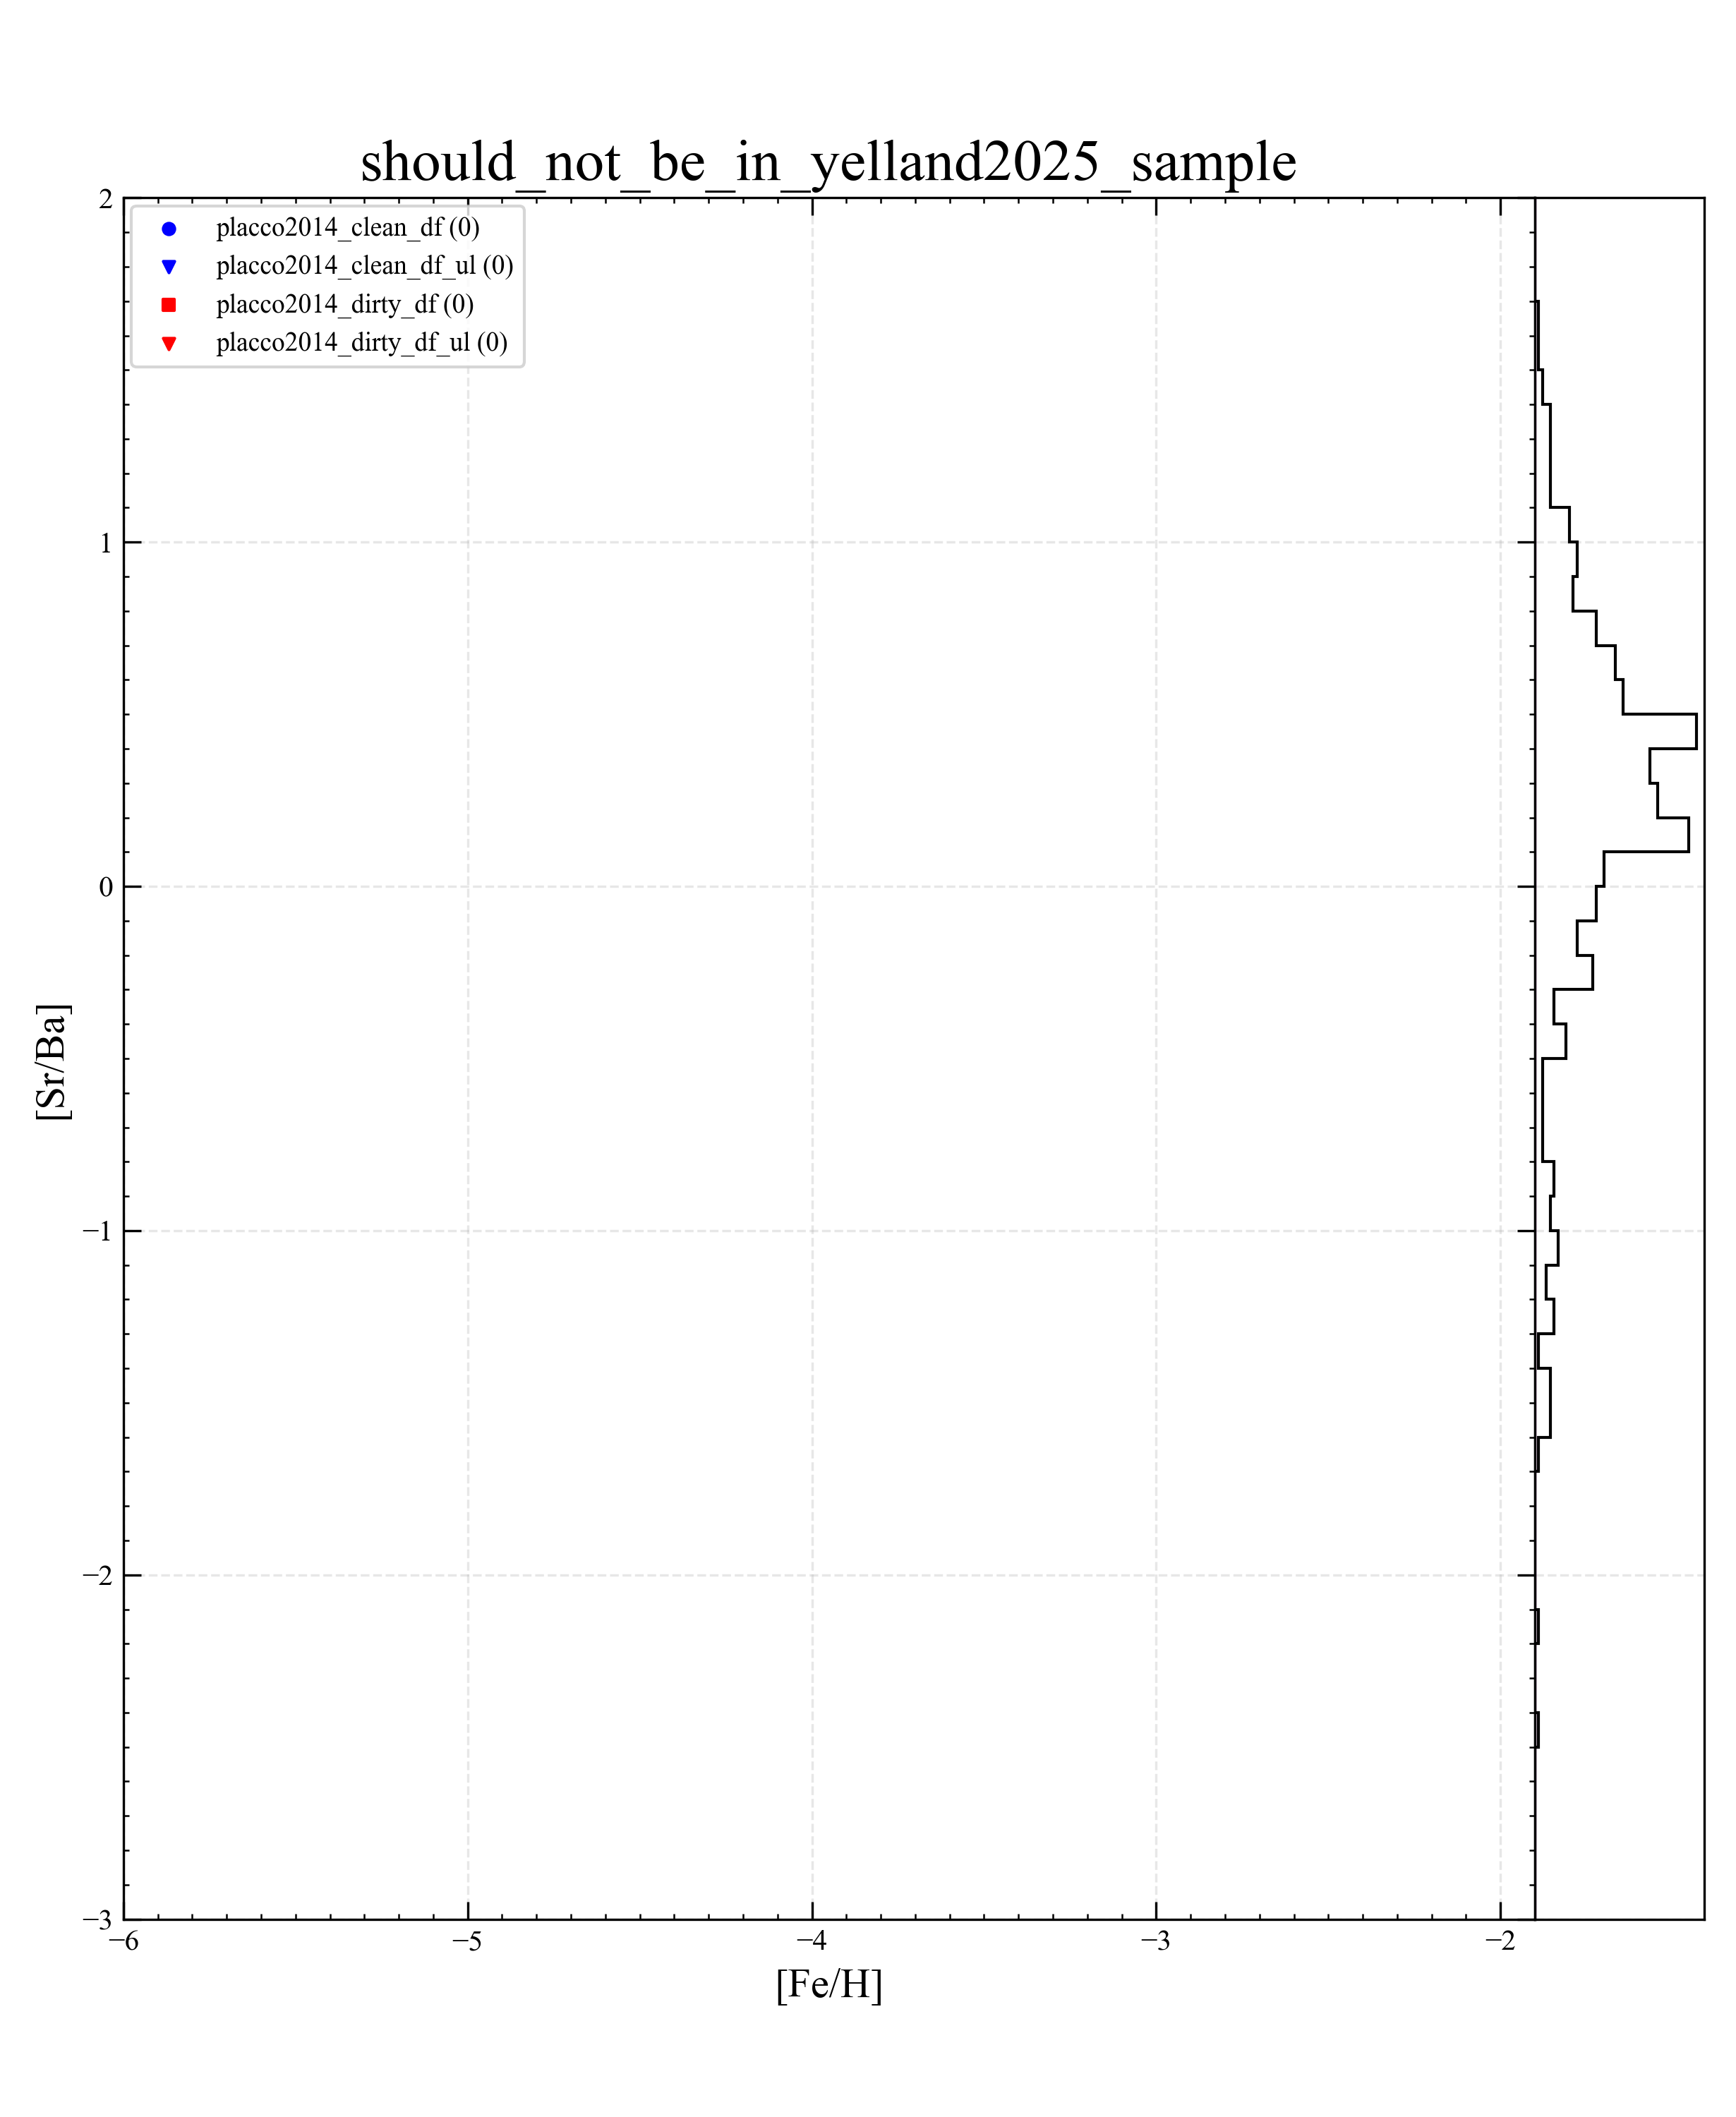 should_not_be_in_yelland2025_sample
placco2014_clean_df (0)
placco2014_clean_df_ul (0)
placco2014_dirty_df (0)
placco2014_dirty_df_ul (0)
2
1
0
−1
−2
−3
[Sr/Ba]
−6 −5 −4 −3 −2
[Fe/H]